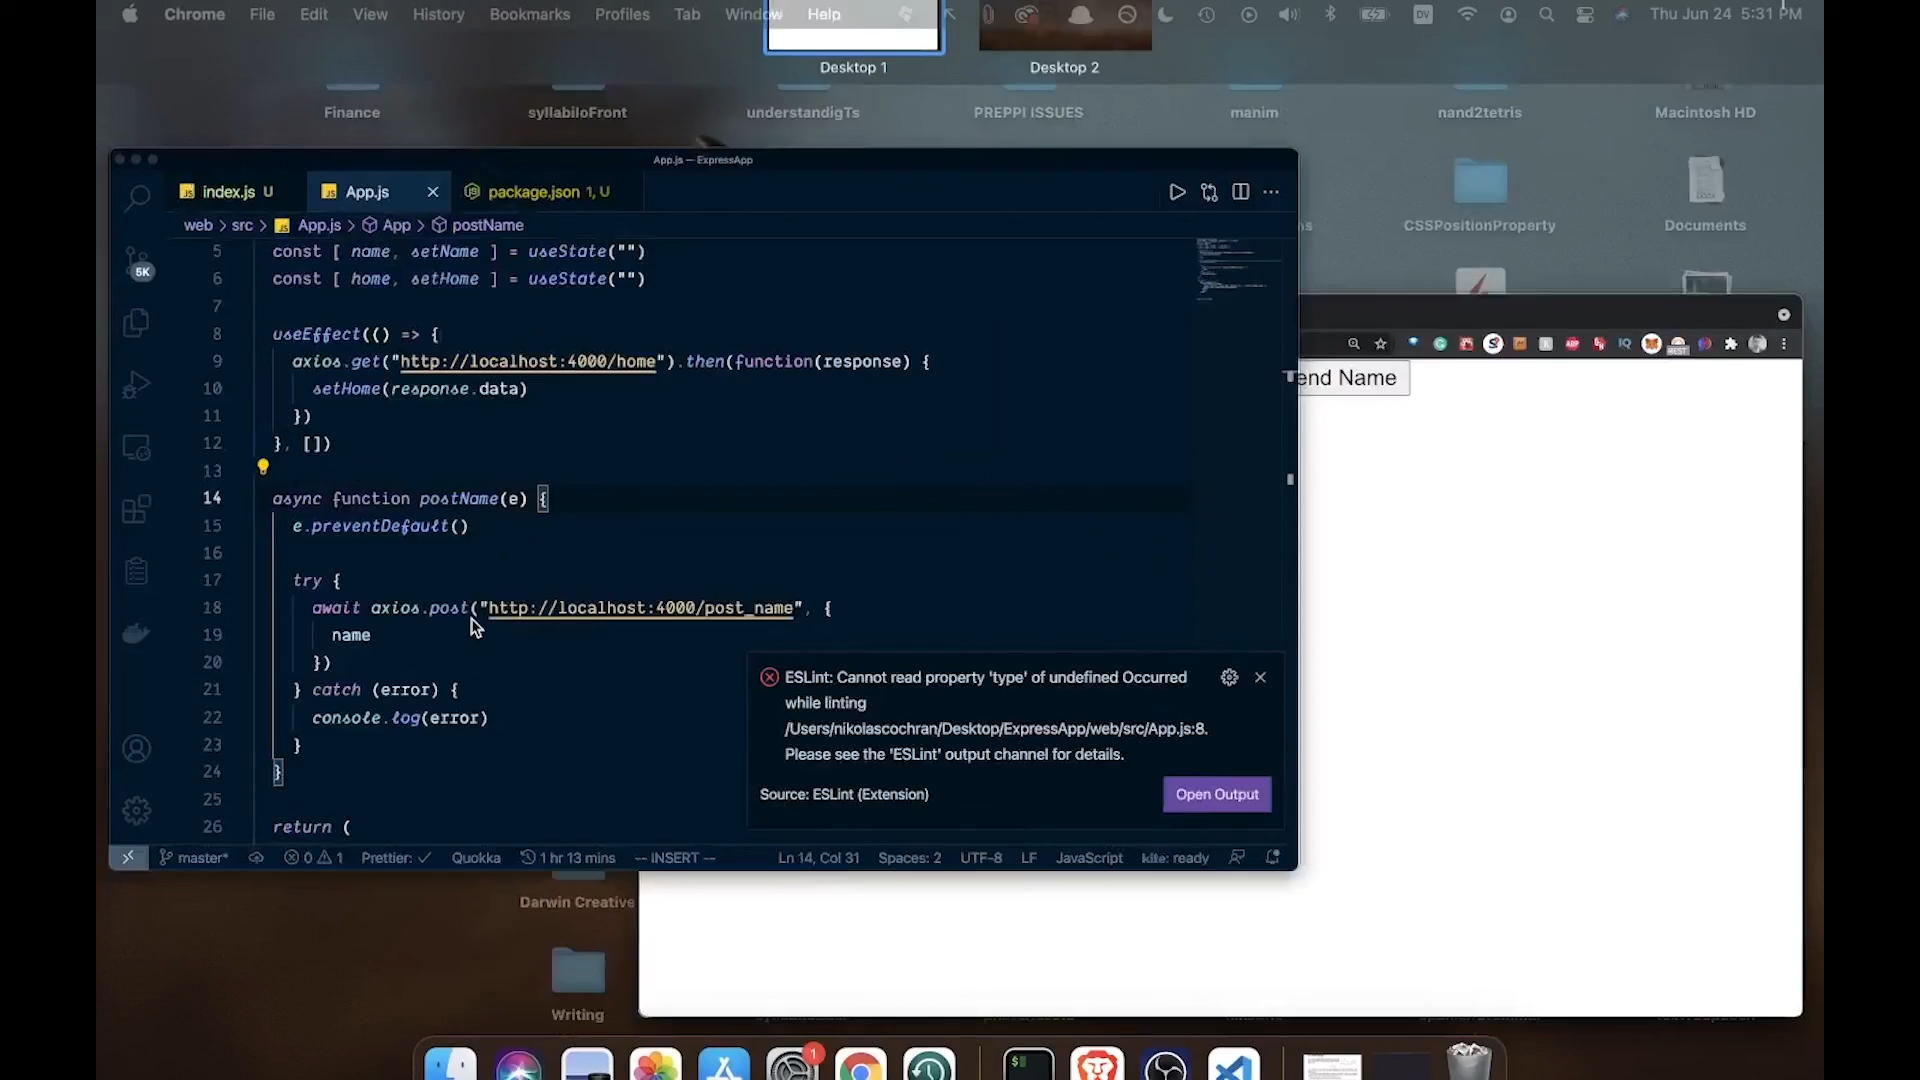 Chrome File Edit View History Bookmarks Profiles Tab Window Help
DV
Thu Jun 24 5:31 PM
Desktop 1
Desktop 2
Finance
syllabiloFront
understandigTs
PREPPI ISSUES
manim
nand2tetris
Macintosh HD
App.js — ExpressApp
index.js U
App.js
package.json 1, U
web > src > App.js > App > postName
CSSPositionProperty
Documents
5K
5 const [ name, setName ] = useState("")
6 const [ home, setHome ] = useState("")
7
8 useEffect(() => {
9 axios.get("http://localhost:4000/home").then(function(response) {
10 setHome(response.data)
11 })
12 }, [])
13
14 async function postName(e) {
15 e.preventDefault()
16
17 try {
18 await axios.post("http://localhost:4000/post_name", {
19 name
20 })
21 } catch (error) {
22 console.log(error)
23 }
24 }
25
26 return (
end Name
ESLint: Cannot read property 'type' of undefined Occurred
while linting
/Users/nikolascochran/Desktop/ExpressApp/web/src/App.js:8.
Please see the 'ESLint' output channel for details.
Source: ESLint (Extension)
Open Output
master* 0 1 Prettier: Quokka 1 hr 13 mins -- INSERT -- Ln 14, Col 31 Spaces: 2 UTF-8 LF JavaScript kite: ready
Darwin Creative
Writing
1